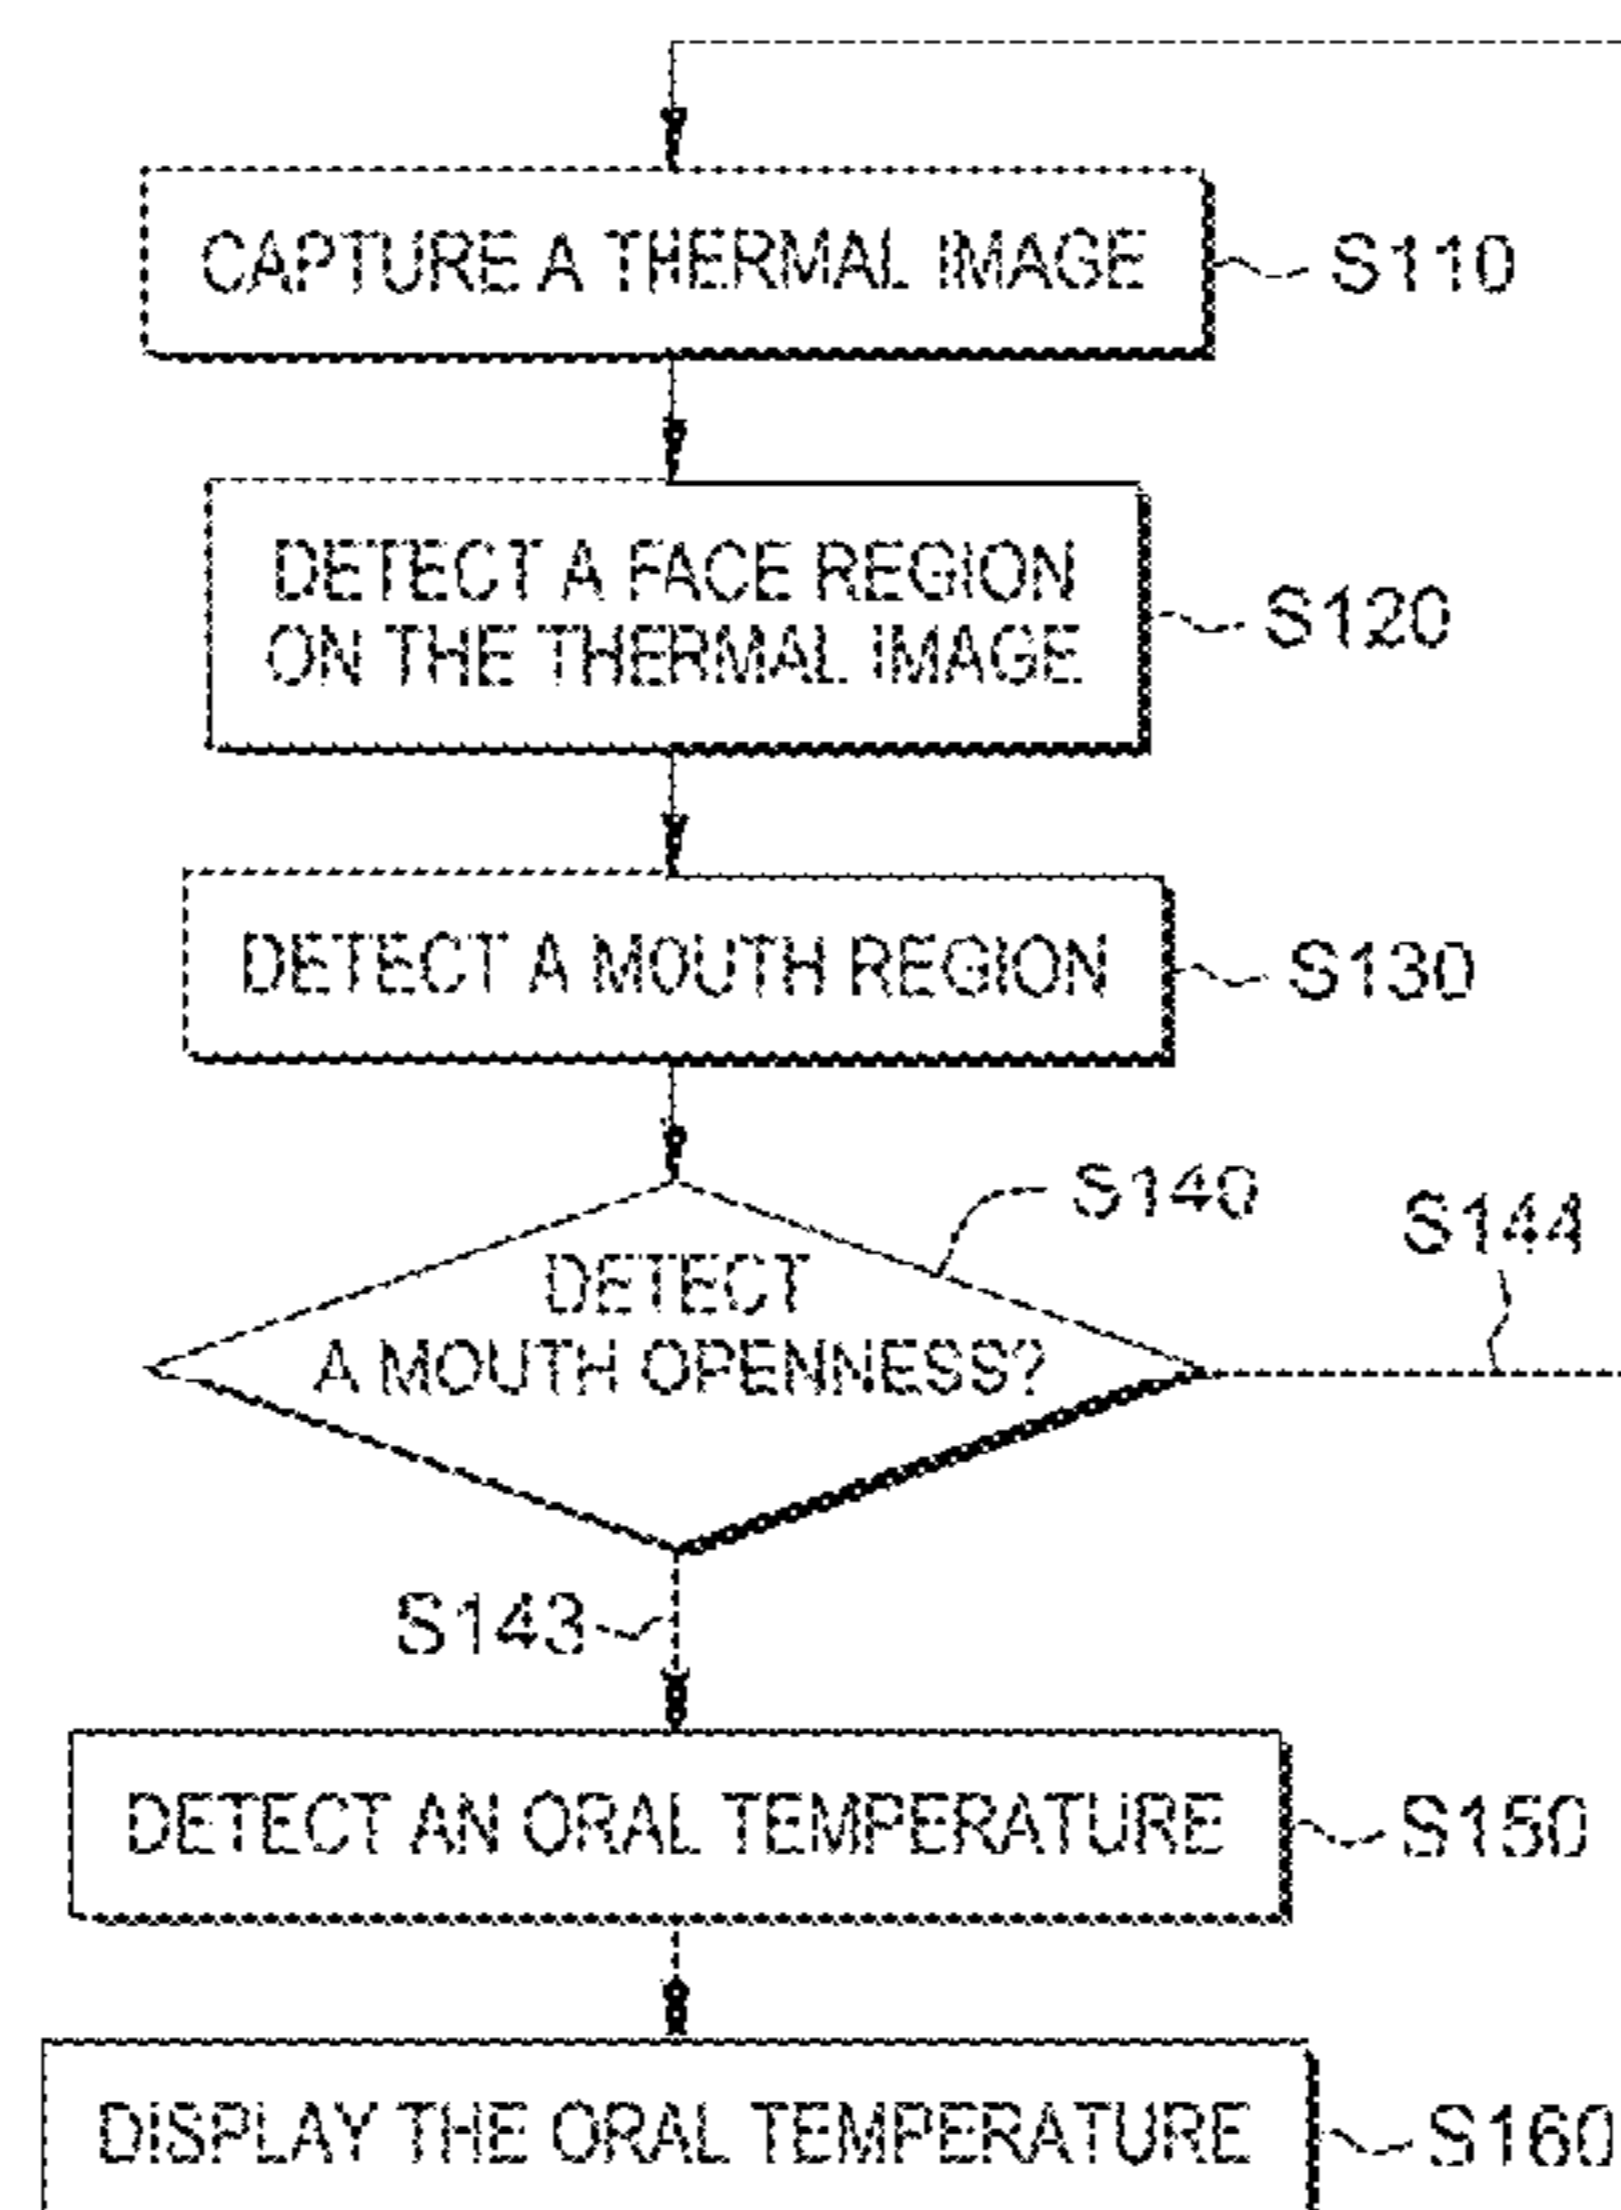 CAPTURE A THERMAL IMAGE
S110
DETECT A FACE REGION
ON THE THERMAL IMAGE
S120
DETECT A MOUTH REGION
S130
S140
S144
DETECT
A MOUTH OPENNESS?
S143
DETECT AN ORAL TEMPERATURE
S150
DISPLAY THE ORAL TEMPERATURE
S160